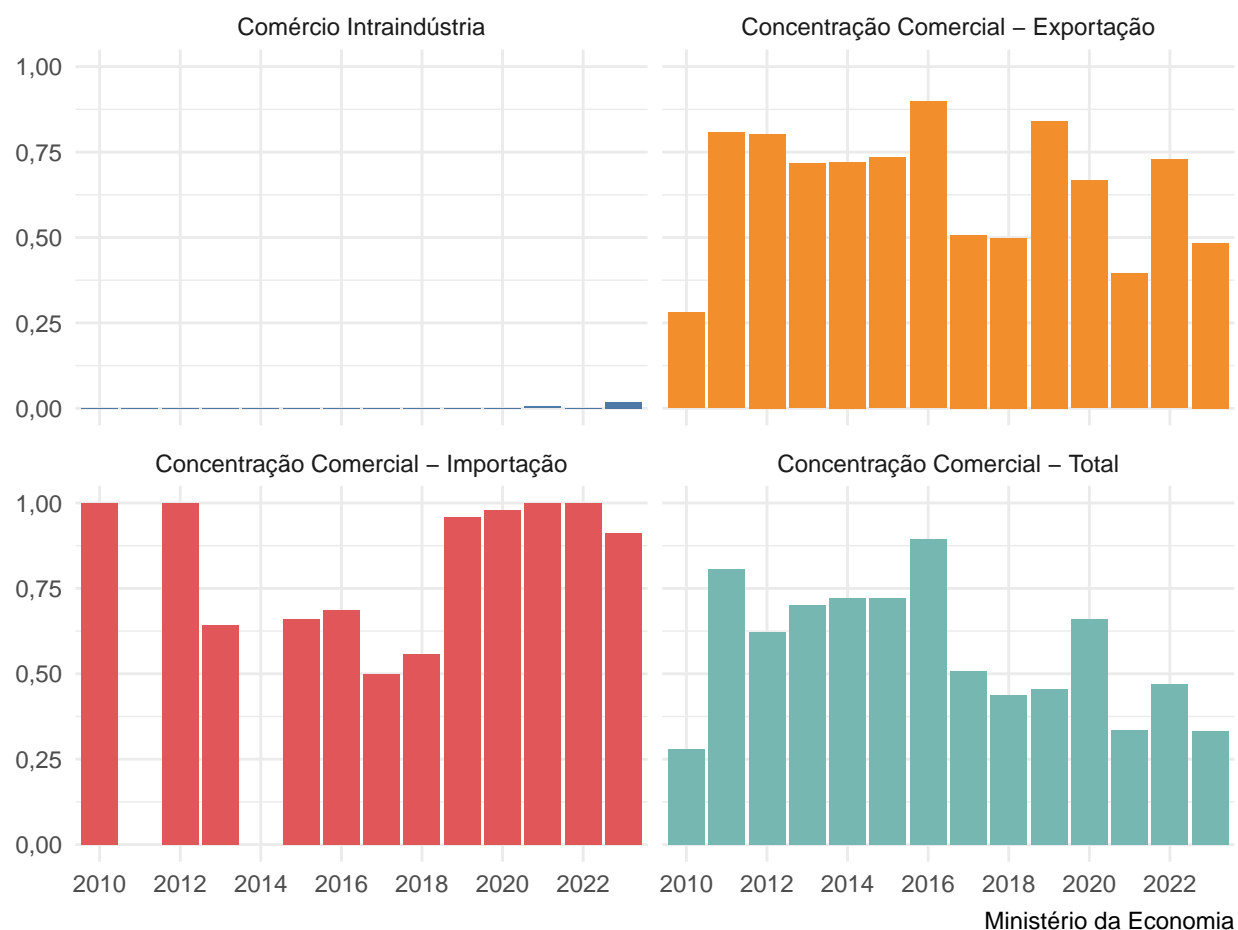 Comércio Intraindústria
Concentração Comercial – Exportação
1,00
0,75
0,50
0,25
0,00
Concentração Comercial – Importação
Concentração Comercial – Total
1,00
0,75
0,50
0,25
0,00
2010 2012 2014 2016 2018 2020 2022
2010 2012 2014 2016 2018 2020 2022
Ministério da Economia